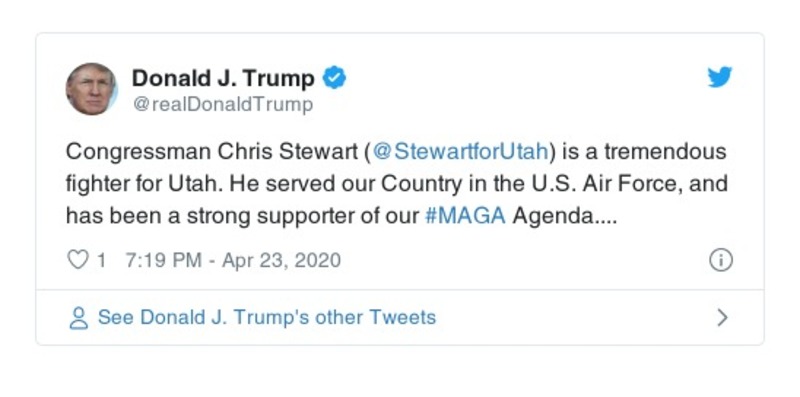 Donald J. Trump
@realDonaldTrump
Congressman Chris Stewart (@StewartforUtah) is a tremendous
fighter for Utah. He served our Country in the U.S. Air Force, and
has been a strong supporter of our #MAGA Agenda....
1 7:19 PM - Apr 23, 2020
See Donald J. Trump's other Tweets